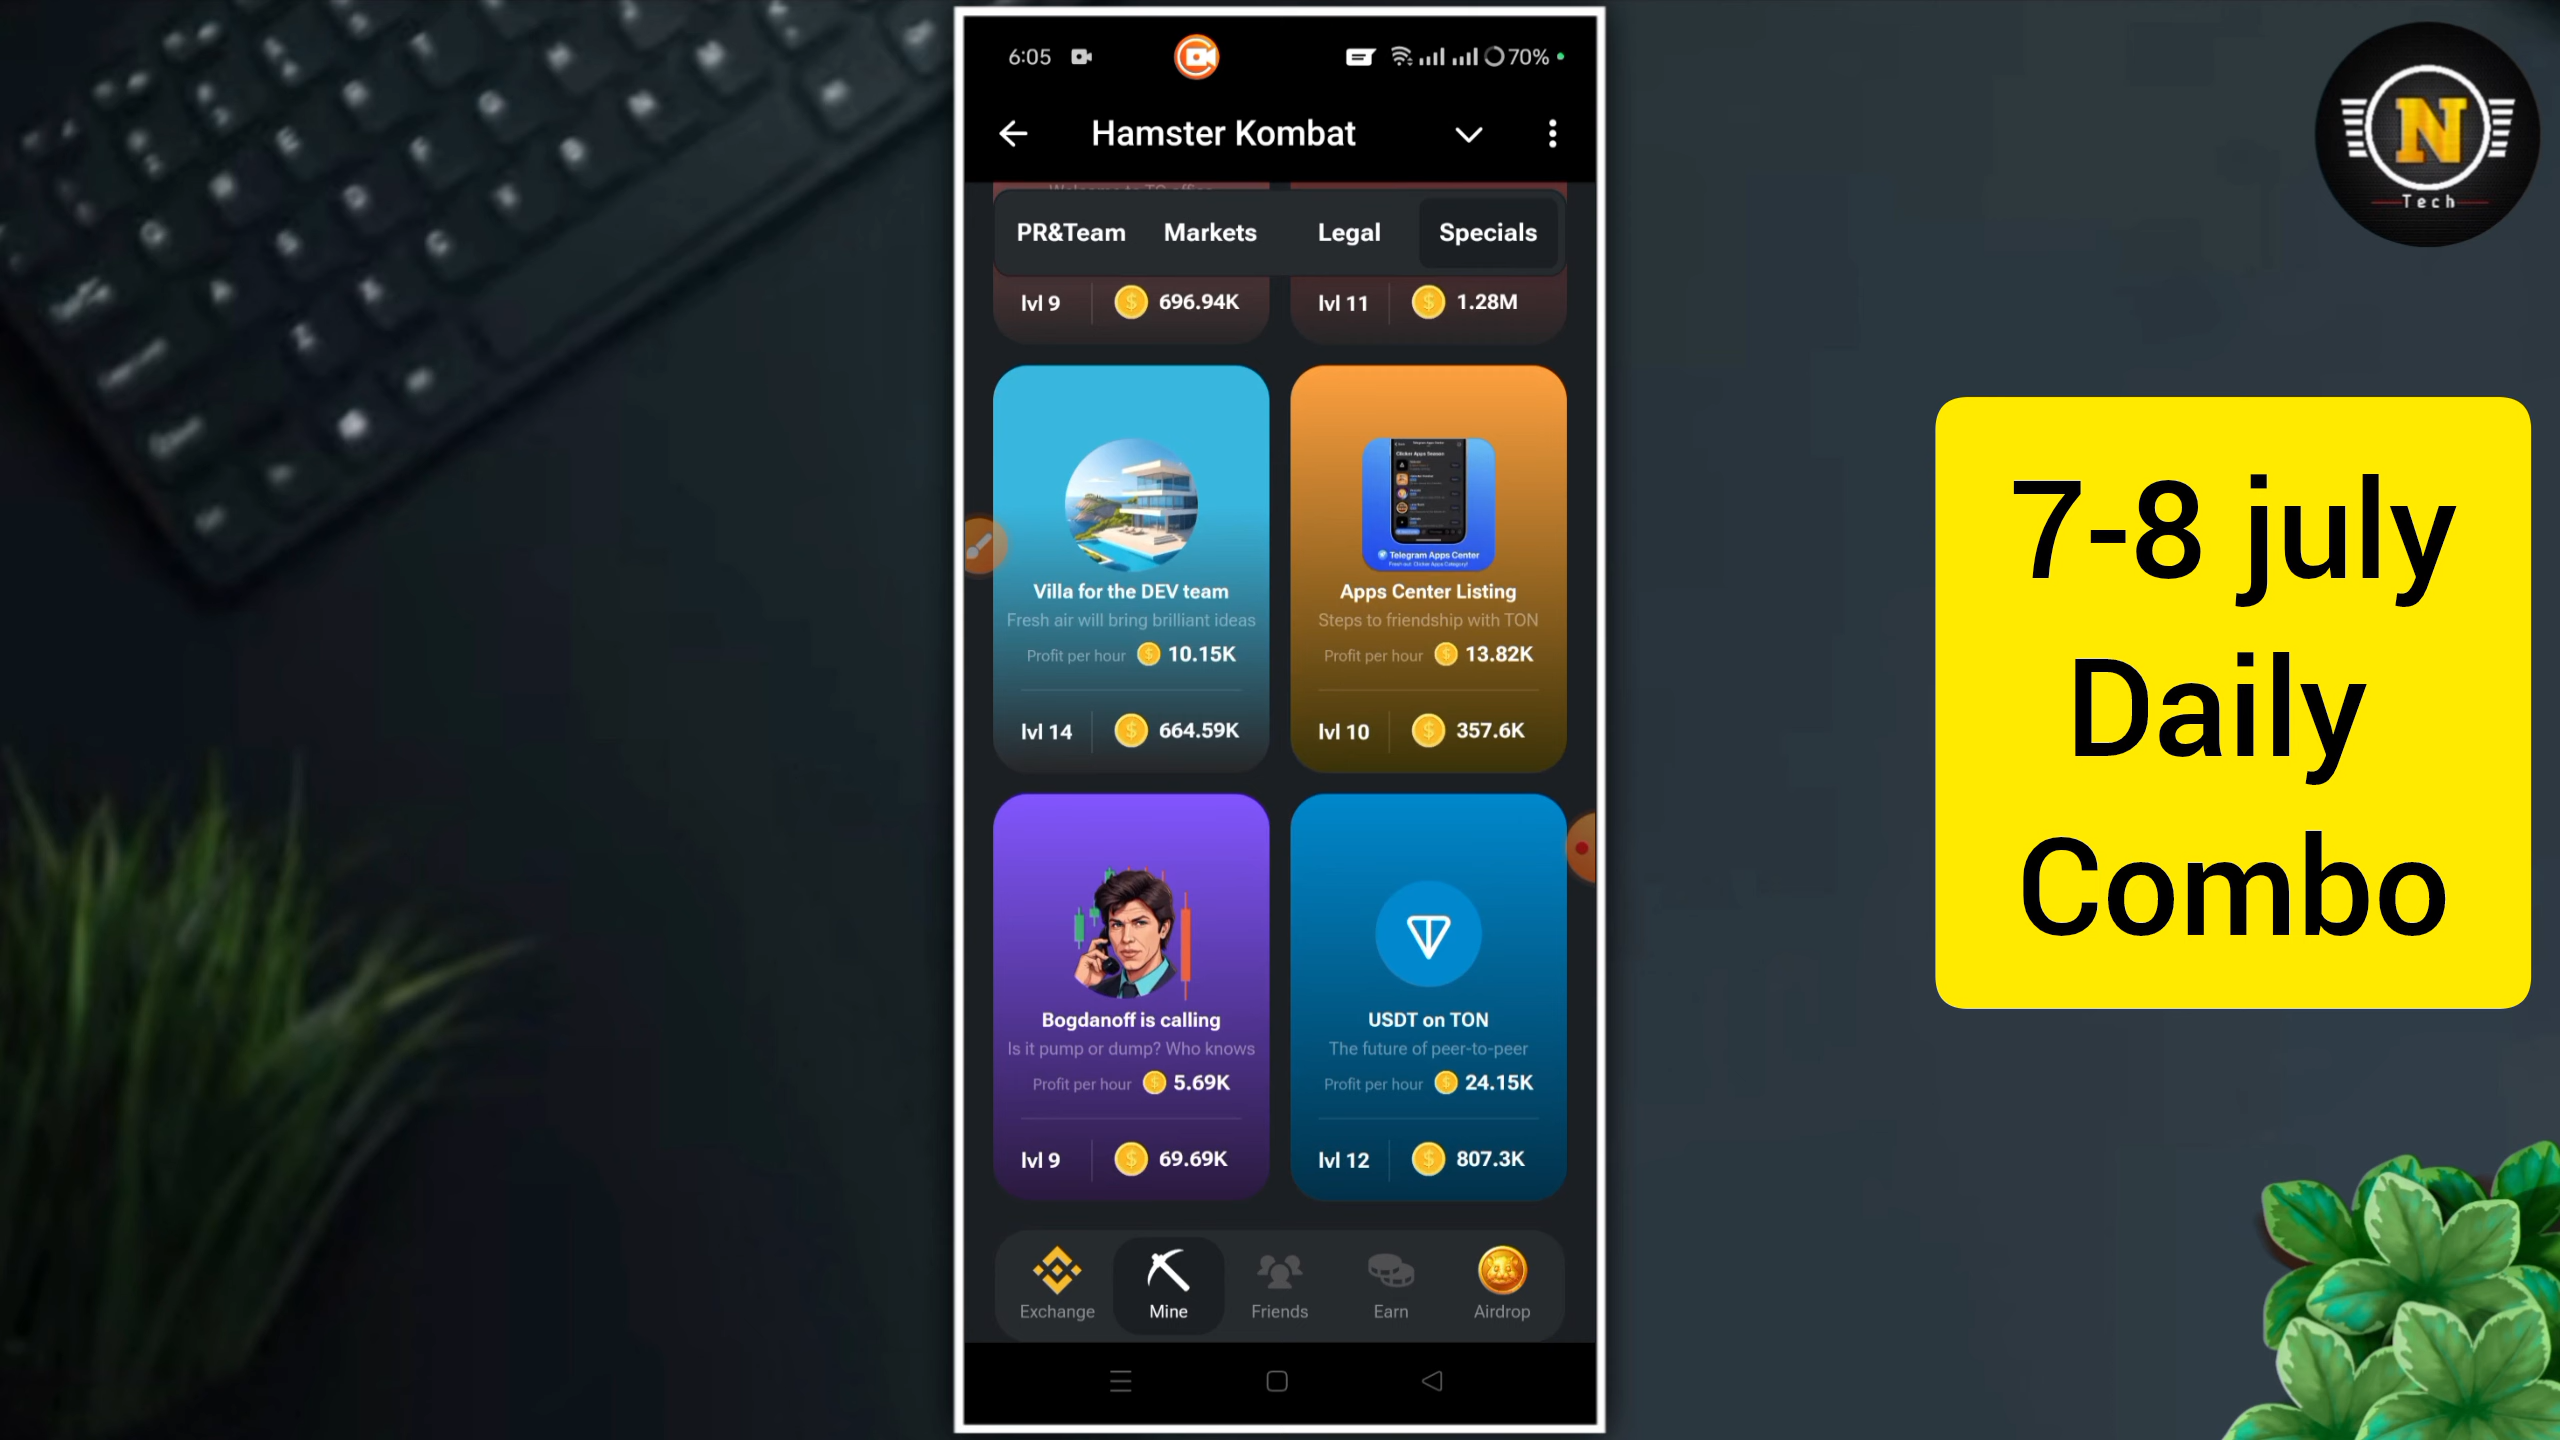 6:05
70%
Hamster Kombat
PR&Team Markets Legal Specials
lvl 9 696.94K
lvl 11 1.28M
Villa for the DEV team
Fresh air will bring brilliant ideas
Profit per hour 10.15K
lvl 14 664.59K
Telegram Apps Center
Apps Center Listing
Steps to friendship with TON
Profit per hour 13.82K
lvl 10 357.6K
Bogdanoff is calling
Is it pump or dump? Who knows
Profit per hour 5.69K
lvl 9 69.69K
USDT on TON
The future of peer-to-peer
Profit per hour 24.15K
lvl 12 807.3K
Exchange Mine Friends Earn Airdrop
N
Tech
7-8 july
Daily
Combo